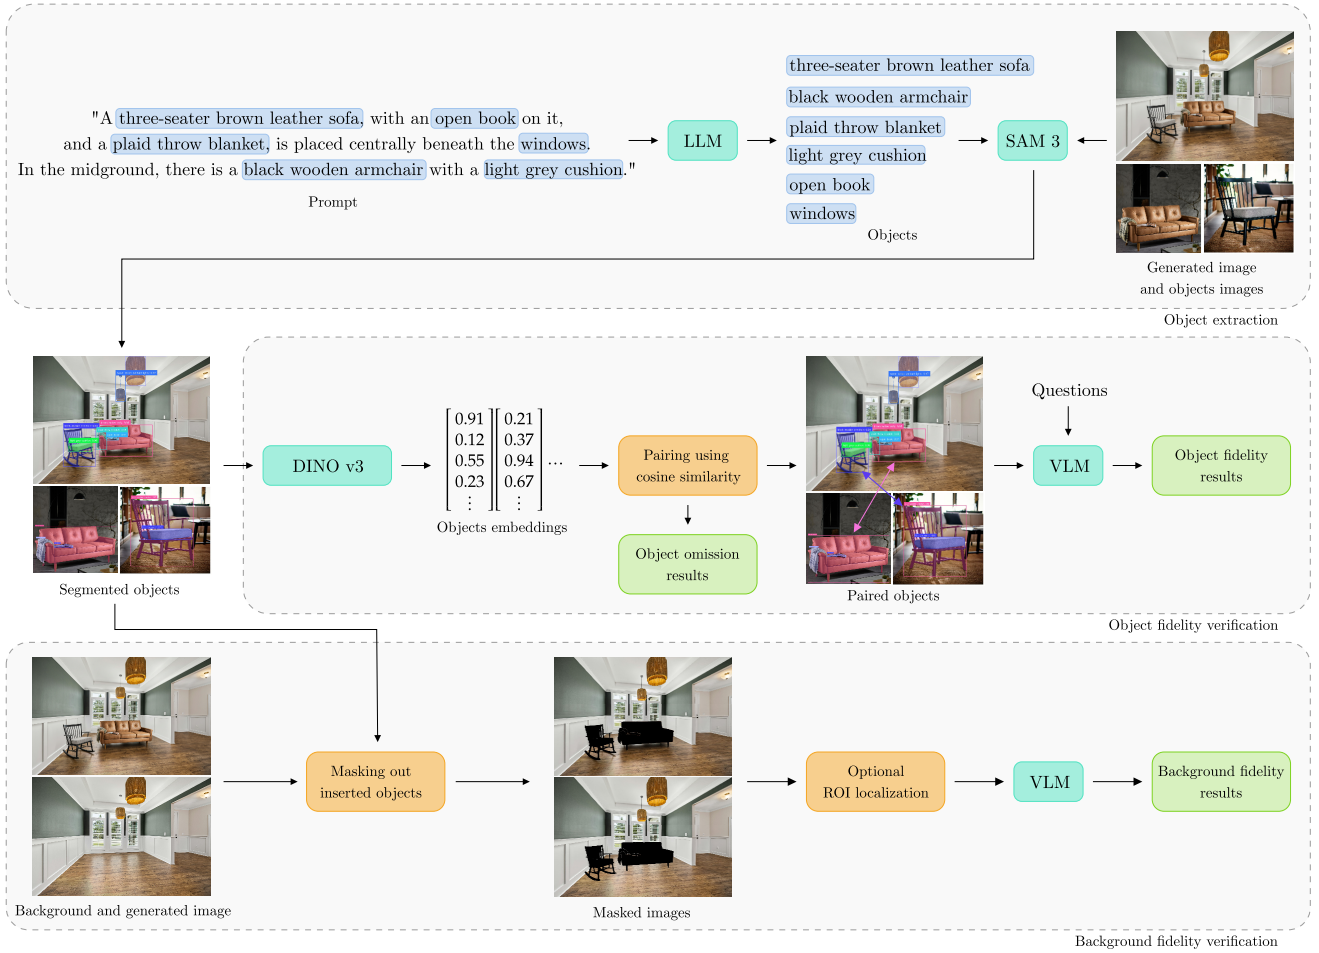 "A three-seater brown leather sofa, with an open book on it,
and a plaid throw blanket, is placed centrally beneath the windows.
In the midground, there is a black wooden armchair with a light grey cushion."
Prompt
LLM
three-seater brown leather sofa
black wooden armchair
plaid throw blanket
light grey cushion
open book
windows
Objects
SAM 3
Generated image
and objects images
Object extraction
Segmented objects
DINO v3
0.91 0.21
0.12 0.37
0.55 0.94 ...
0.23 0.67
⋮ ⋮
Objects embeddings
Pairing using
cosine similarity
Object omission
results
Paired objects
Questions
VLM
Object fidelity
results
Object fidelity verification
Background and generated image
Masking out
inserted objects
Masked images
Optional
ROI localization
VLM
Background fidelity
results
Background fidelity verification